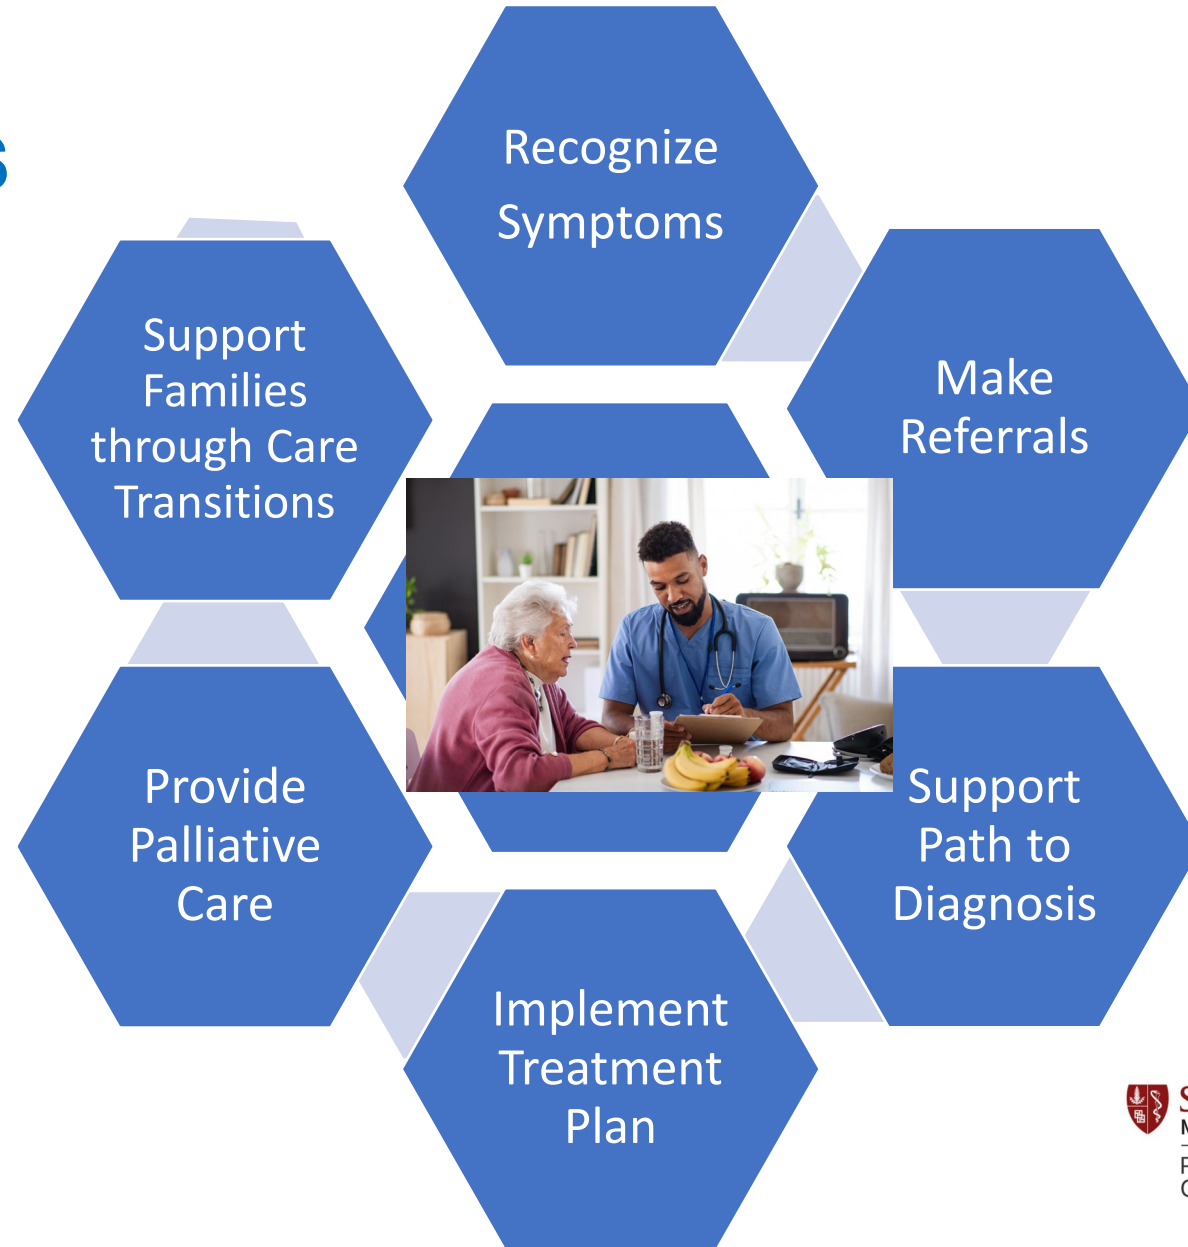 Recognize
Symptoms
Make
Referrals
Support
Path to
Diagnosis
Implement
Treatment
Plan
Provide
Palliative
Care
Support
Families
through Care
Transitions